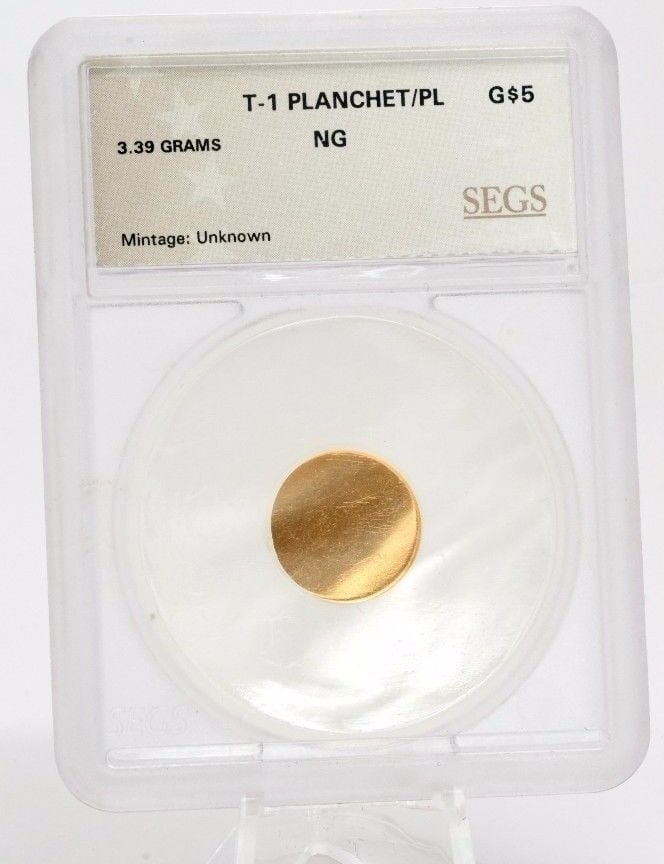 T-1 PLANCHET/PL G$5
3.39 GRAMS NG
SEGS
Mintage: Unknown
SEGS